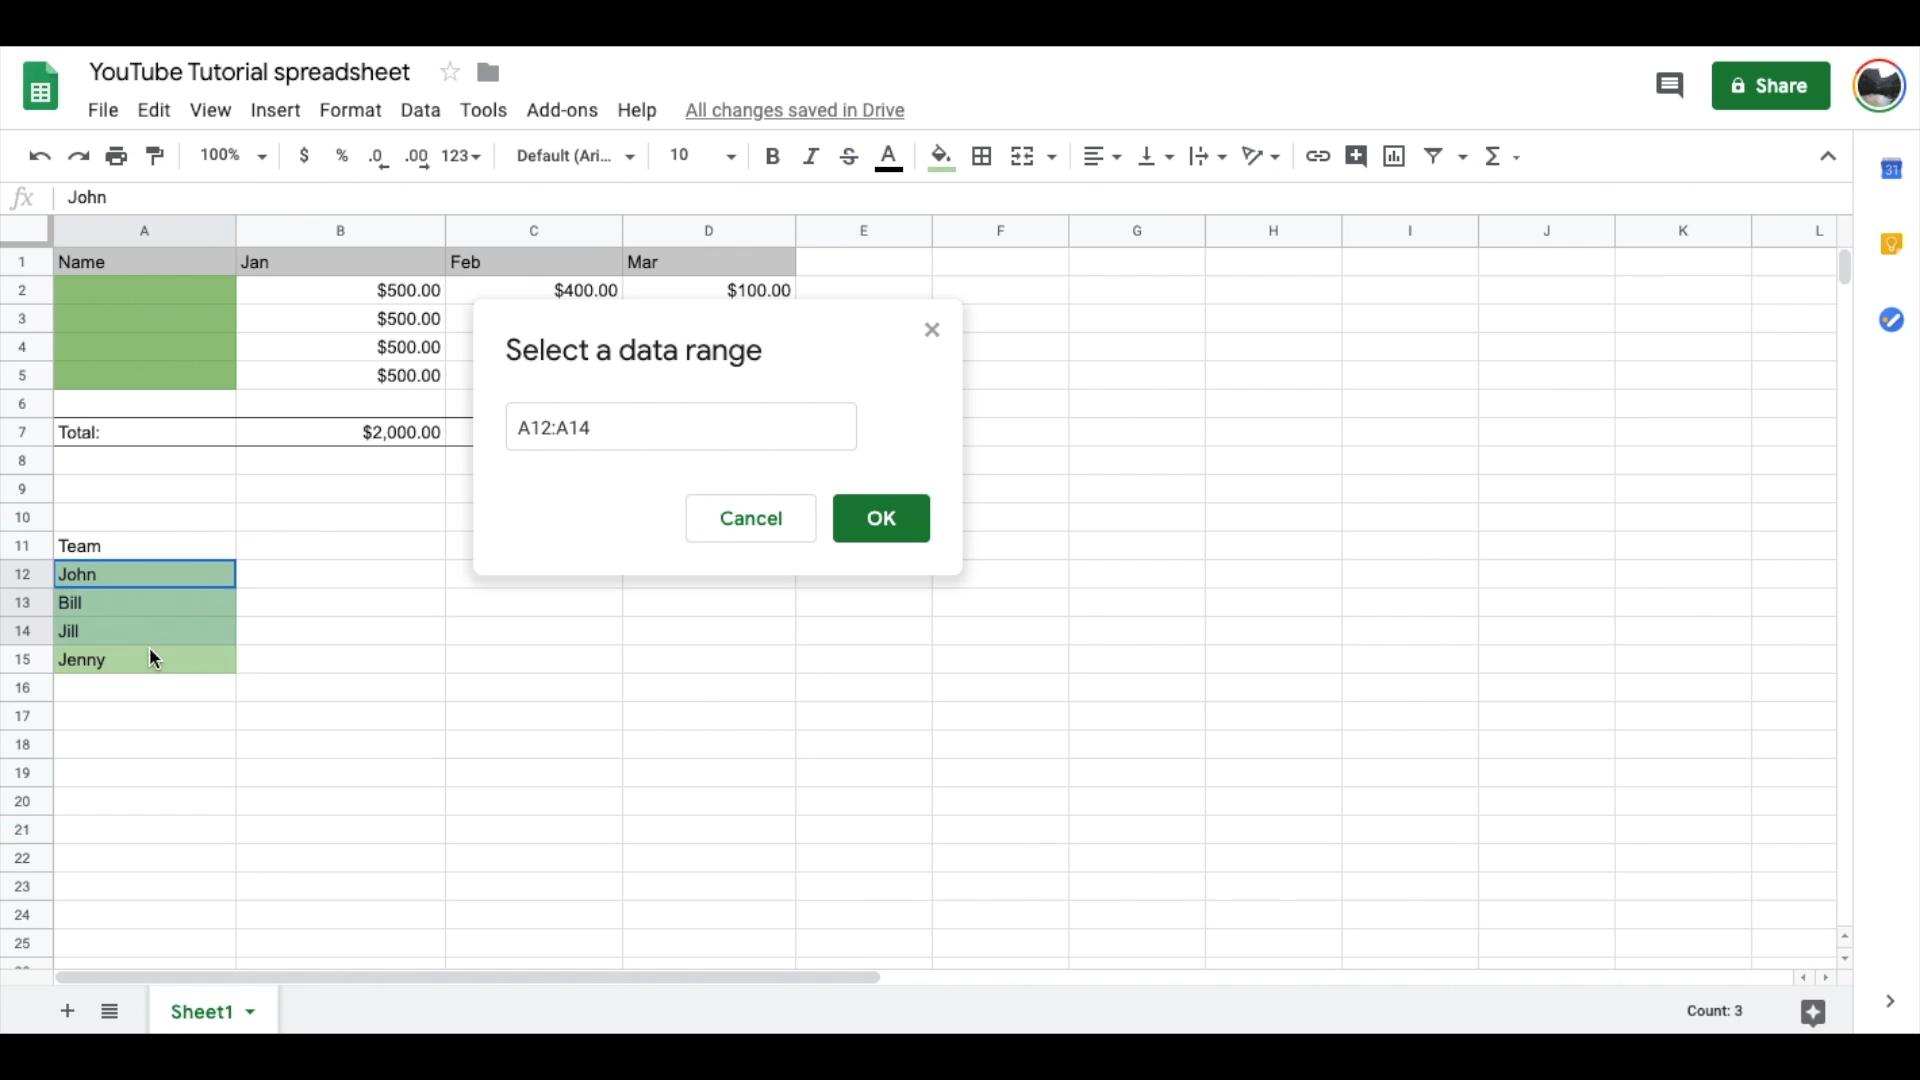 YouTube Tutorial spreadsheet
File Edit View Insert Format Data Tools Add-ons Help All changes saved in Drive
Share
100% $ % .0 .00 123 Default (Ari... 10 B I S A Σ
31
fx John
A B C D E F G H I J K L
1 Name Jan Feb Mar
2 $500.00 $400.00 $100.00
3 $500.00
4 $500.00
5 $500.00
6
7 Total: $2,000.00
8
9
10
11 Team
12 John
13 Bill
14 Jill
15 Jenny
16
17
18
19
20
21
22
23
24
25
Select a data range
A12:A14
Cancel OK
Sheet1
Count: 3